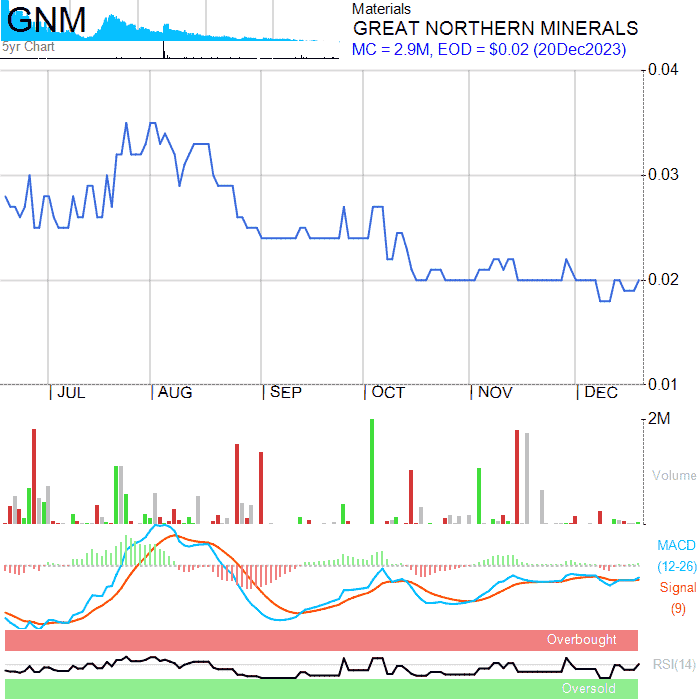 GNM
5yr Chart
Materials
GREAT NORTHERN MINERALS
MC = 2.9M, EOD = $0.02 (20Dec2023)
0.04
0.03
0.02
0.01
JUL AUG SEP OCT NOV DEC
2M
Volume
MACD
(12-26)
Signal
(9)
Overbought
RSI(14)
Oversold